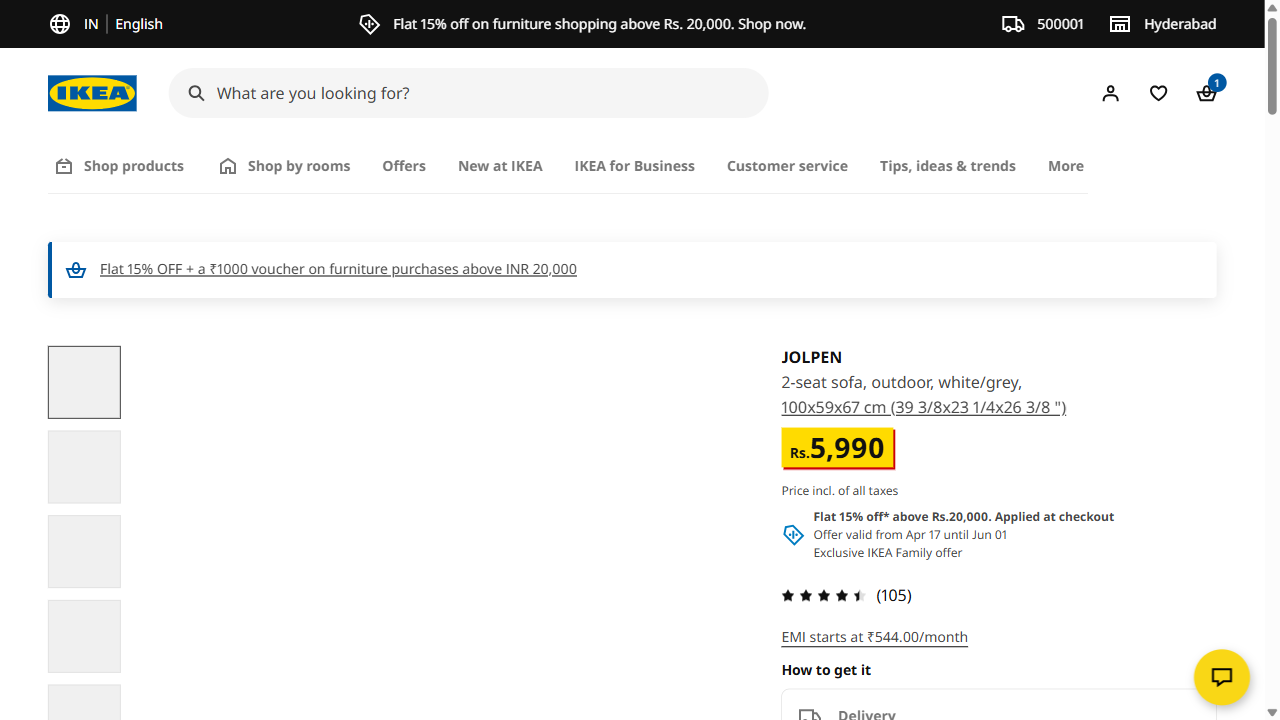 IN English
Flat 15% off on furniture shopping above Rs. 20,000. Shop now.
500001
Hyderabad
IKEA
What are you looking for?
1
Shop products
Shop by rooms
Offers
New at IKEA
IKEA for Business
Customer service
Tips, ideas & trends
More
Flat 15% OFF + a ₹1000 voucher on furniture purchases above INR 20,000
JOLPEN
2-seat sofa, outdoor, white/grey,
100x59x67 cm (39 3/8x23 1/4x26 3/8 ")
Rs.5,990
Price incl. of all taxes
Flat 15% off* above Rs.20,000. Applied at checkout
Offer valid from Apr 17 until Jun 01
Exclusive IKEA Family offer
(105)
EMI starts at ₹544.00/month
How to get it
Delivery